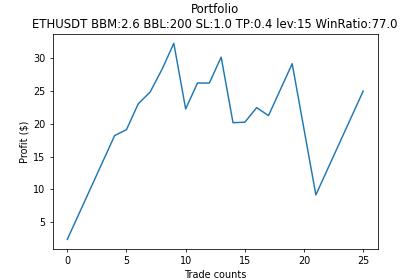 Portfolio
ETHUSDT BBM:2.6 BBL:200 SL:1.0 TP:0.4 lev:15 WinRatio:77.0
30
25
20
15
10
5
Profit ($)
0 5 10 15 20 25
Trade counts